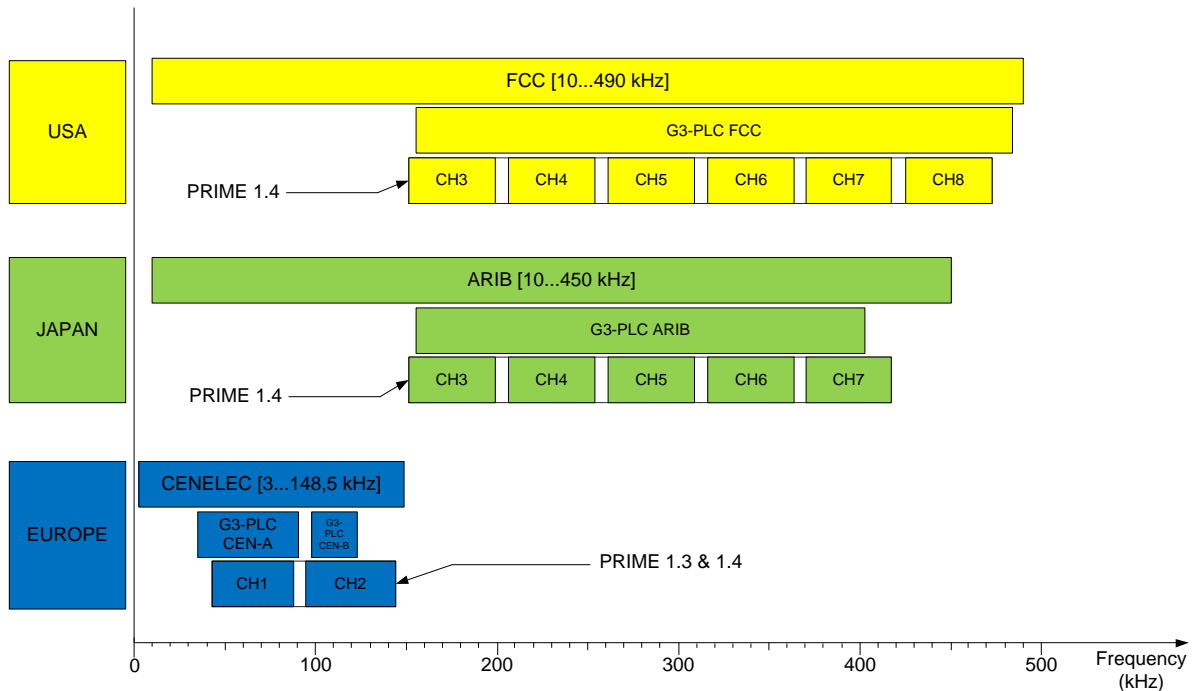 USA
FCC [10...490 kHz]
G3-PLC FCC
PRIME 1.4
CH3 CH4 CH5 CH6 CH7 CH8
JAPAN
ARIB [10...450 kHz]
G3-PLC ARIB
PRIME 1.4
CH3 CH4 CH5 CH6 CH7
EUROPE
CENELEC [3...148,5 kHz]
G3-PLC
CEN-A
G3-
PLC
CEN-B
CH1 CH2
PRIME 1.3 & 1.4
0 100 200 300 400 500
Frequency
(kHz)